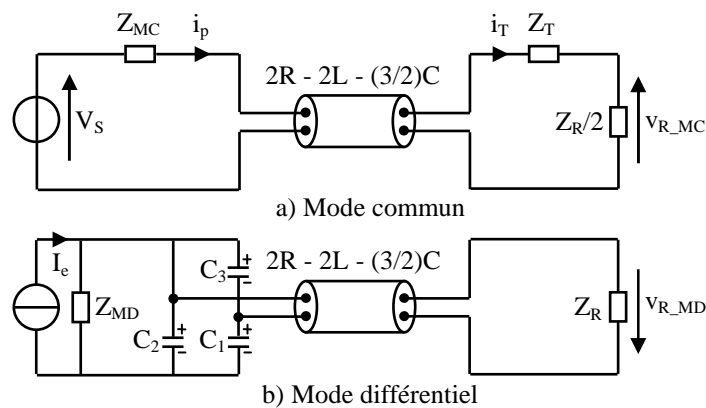 Z_MC i_p i_T Z_T
2R - 2L - (3/2)C
V_S Z_R/2 v_R_MC
a) Mode commun
I_e C_3 + - 2R - 2L - (3/2)C
Z_MD C_2 + - C_1 + - Z_R v_R_MD
b) Mode différentiel